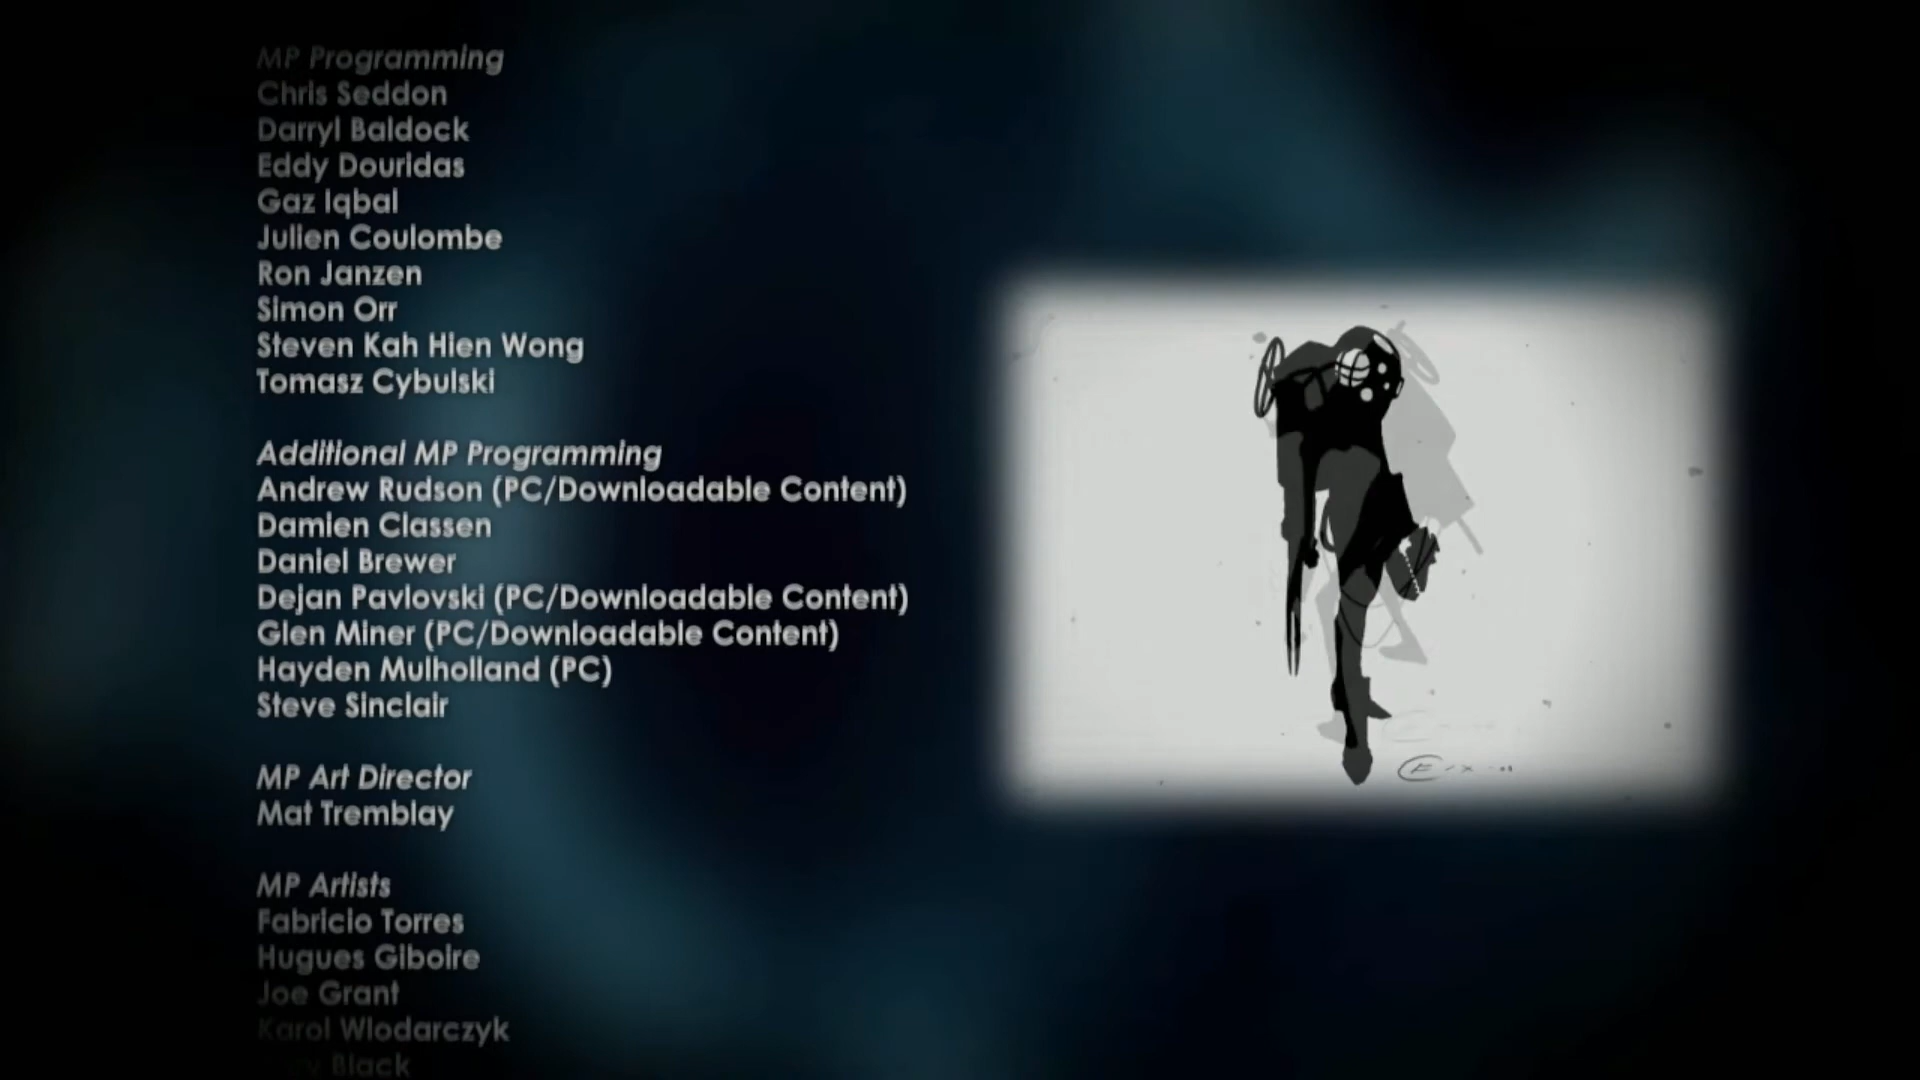 MP Programming
Chris Seddon
Darryl Baldock
Eddy Douridas
Gaz Iqbal
Julien Coulombe
Ron Janzen
Simon Orr
Steven Kah Hien Wong
Tomasz Cybulski
Additional MP Programming
Andrew Rudson (PC/Downloadable Content)
Damien Classen
Daniel Brewer
Dejan Pavlovski (PC/Downloadable Content)
Glen Miner (PC/Downloadable Content)
Hayden Mulholland (PC)
Steve Sinclair
MP Art Director
Mat Tremblay
MP Artists
Fabricio Torres
Hugues Giboire
Joe Grant
Karol Wlodarczyk
Black